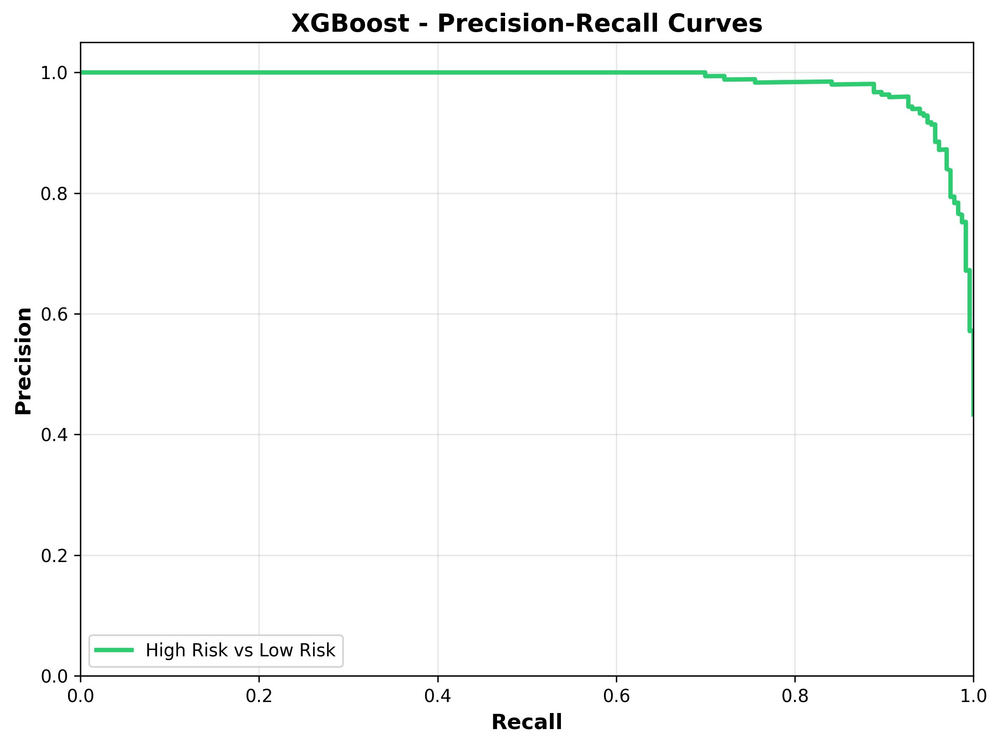 XGBoost - Precision-Recall Curves
Precision
1.0
0.8
0.6
0.4
0.2
0.0
High Risk vs Low Risk
0.0 0.2 0.4 0.6 0.8 1.0
Recall